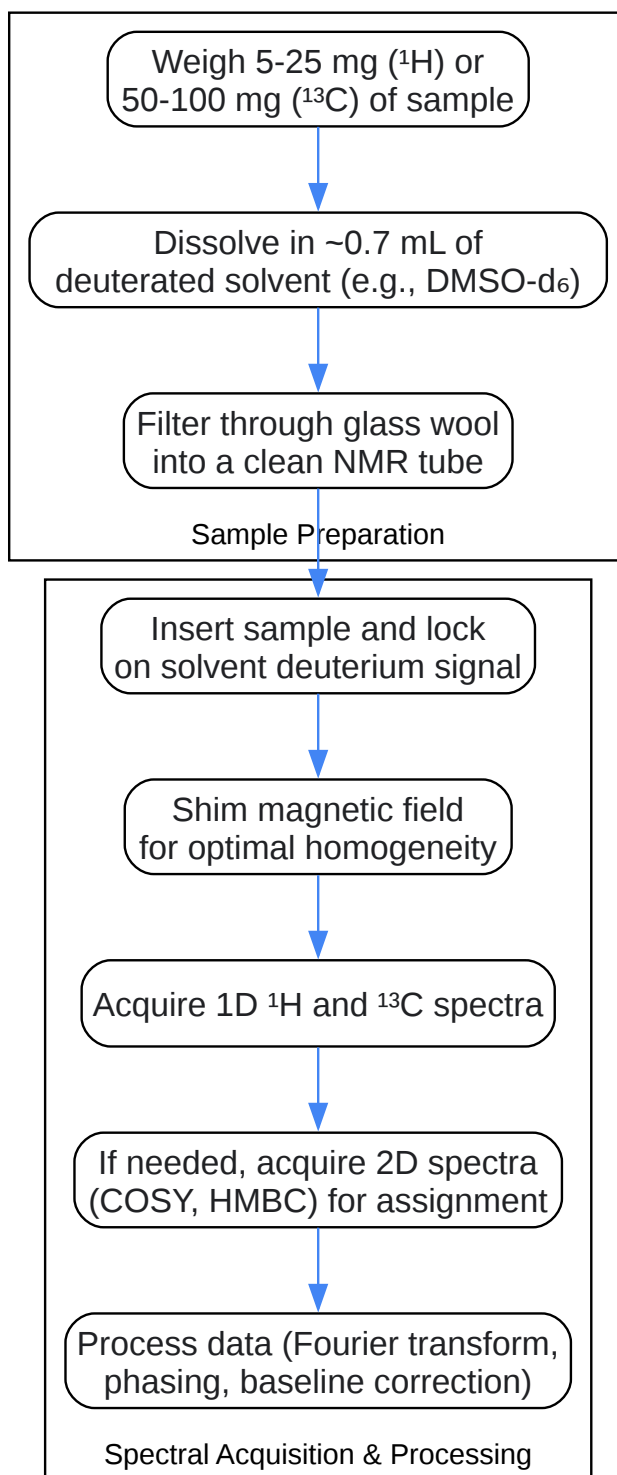 Weigh 5-25 mg (¹H) or
50-100 mg (¹³C) of sample
Dissolve in ~0.7 mL of
deuterated solvent (e.g., DMSO-d₆)
Filter through glass wool
into a clean NMR tube
Sample Preparation
Insert sample and lock
on solvent deuterium signal
Shim magnetic field
for optimal homogeneity
Acquire 1D ¹H and ¹³C spectra
If needed, acquire 2D spectra
(COSY, HMBC) for assignment
Process data (Fourier transform,
phasing, baseline correction)
Spectral Acquisition & Processing